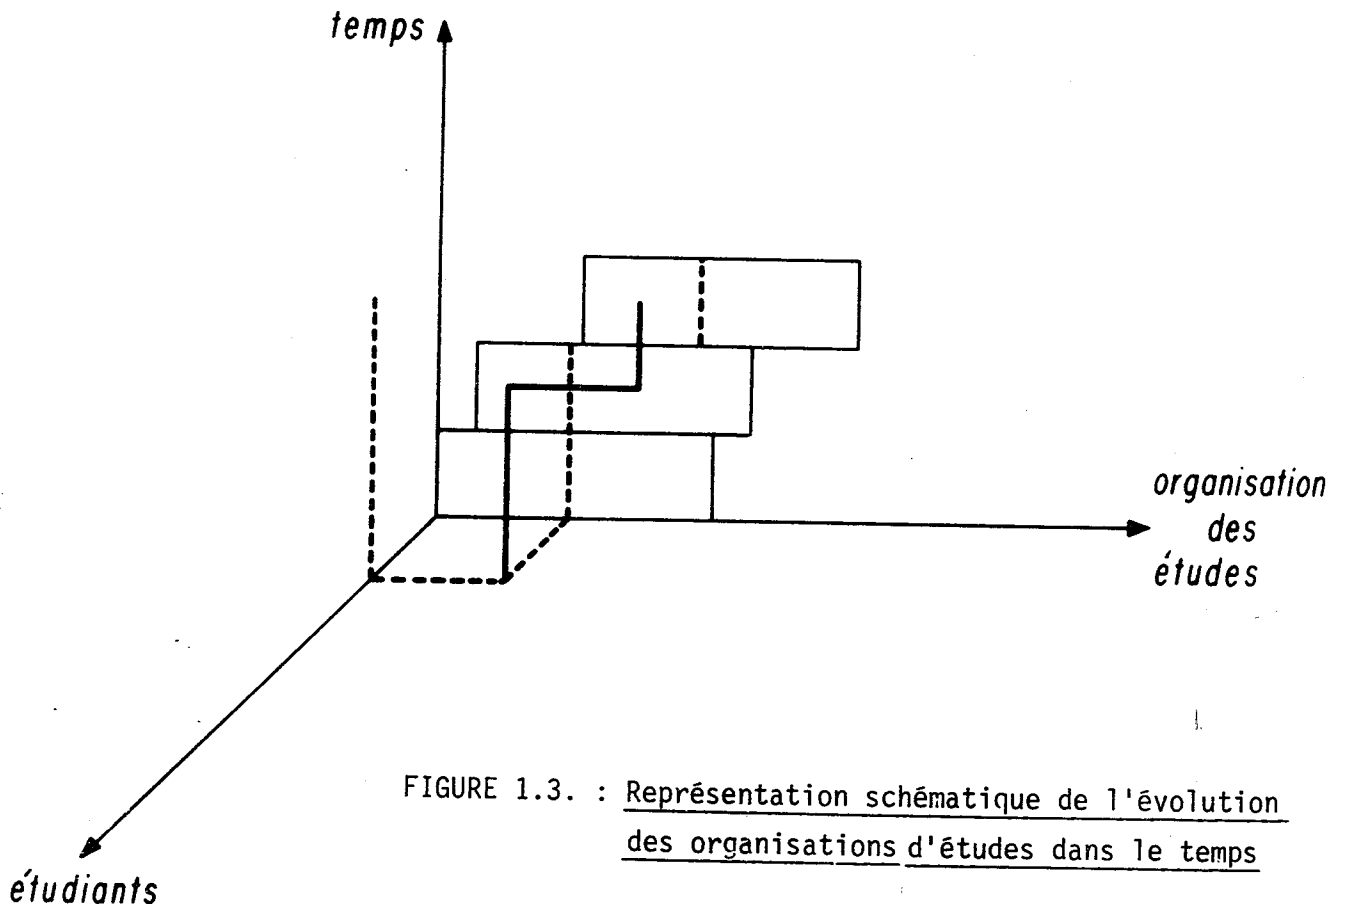 temps
organisation
des
études
étudiants
FIGURE 1.3. : Représentation schématique de l'évolution
des organisations d'études dans le temps